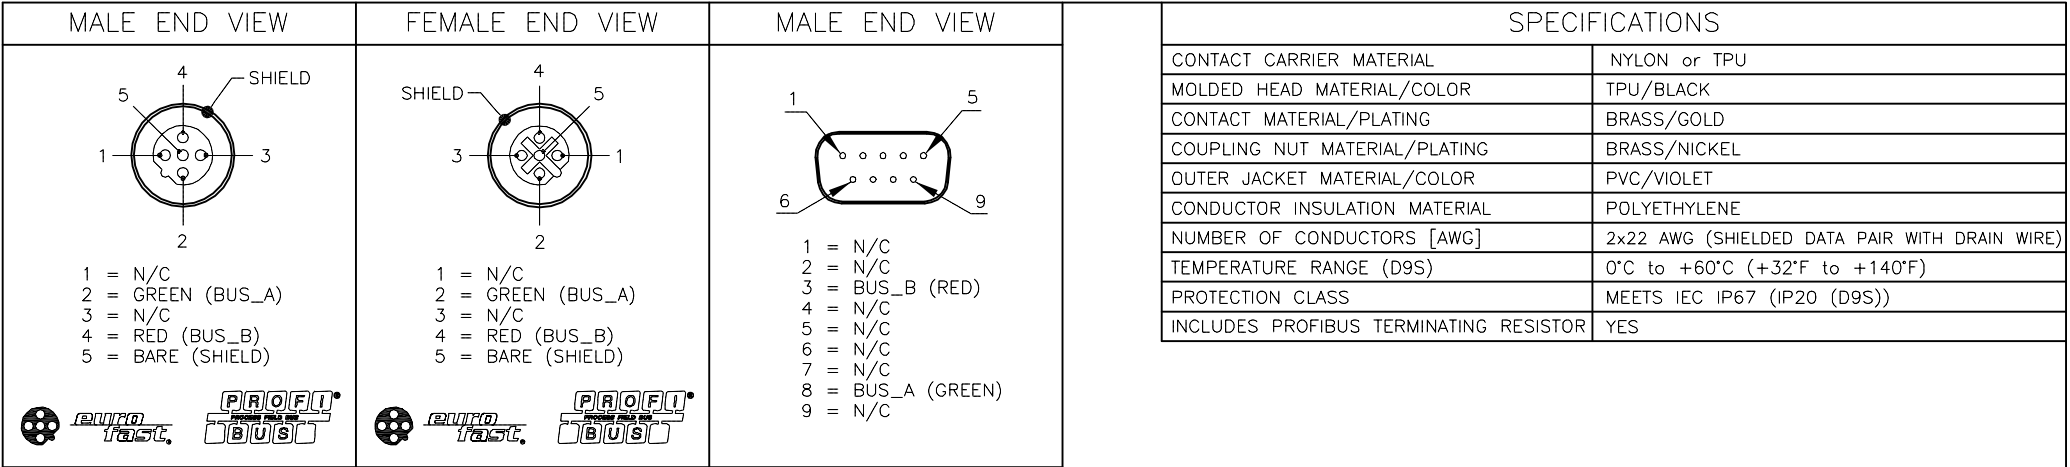 MALE END VIEW
4
SHIELD
5
1
3
2
1 = N/C
2 = GREEN (BUS_A)
3 = N/C
4 = RED (BUS_B)
5 = BARE (SHIELD)
euro
fast®
PROFI®
PROCESS FIELD BUS
BUS
FEMALE END VIEW
4
SHIELD
5
3
1
2
1 = N/C
2 = GREEN (BUS_A)
3 = N/C
4 = RED (BUS_B)
5 = BARE (SHIELD)
euro
fast®
PROFI®
PROCESS FIELD BUS
BUS
MALE END VIEW
1
5
6
9
1 = N/C
2 = N/C
3 = BUS_B (RED)
4 = N/C
5 = N/C
6 = N/C
7 = N/C
8 = BUS_A (GREEN)
9 = N/C
SPECIFICATIONS
CONTACT CARRIER MATERIAL NYLON or TPU
MOLDED HEAD MATERIAL/COLOR TPU/BLACK
CONTACT MATERIAL/PLATING BRASS/GOLD
COUPLING NUT MATERIAL/PLATING BRASS/NICKEL
OUTER JACKET MATERIAL/COLOR PVC/VIOLET
CONDUCTOR INSULATION MATERIAL POLYETHYLENE
NUMBER OF CONDUCTORS [AWG] 2x22 AWG (SHIELDED DATA PAIR WITH DRAIN WIRE)
TEMPERATURE RANGE (D9S) 0°C to +60°C (+32°F to +140°F)
PROTECTION CLASS MEETS IEC IP67 (IP20 (D9S))
INCLUDES PROFIBUS TERMINATING RESISTOR YES